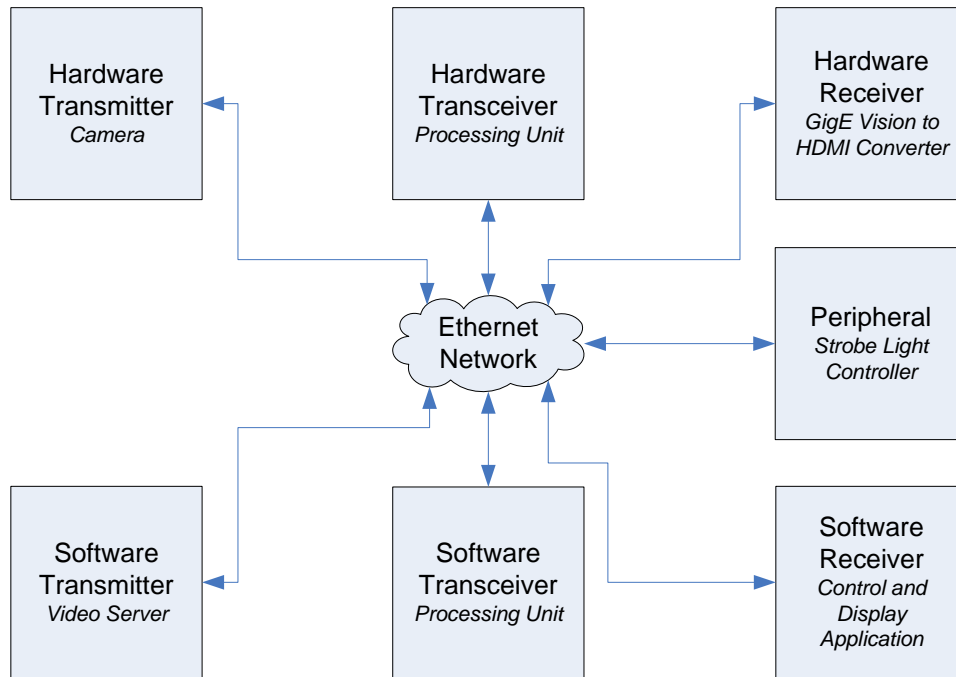 Hardware
Transmitter
Camera
Hardware
Transceiver
Processing Unit
Hardware
Receiver
GigE Vision to
HDMI Converter
Ethernet
Network
Peripheral
Strobe Light
Controller
Software
Transmitter
Video Server
Software
Transceiver
Processing Unit
Software
Receiver
Control and
Display
Application